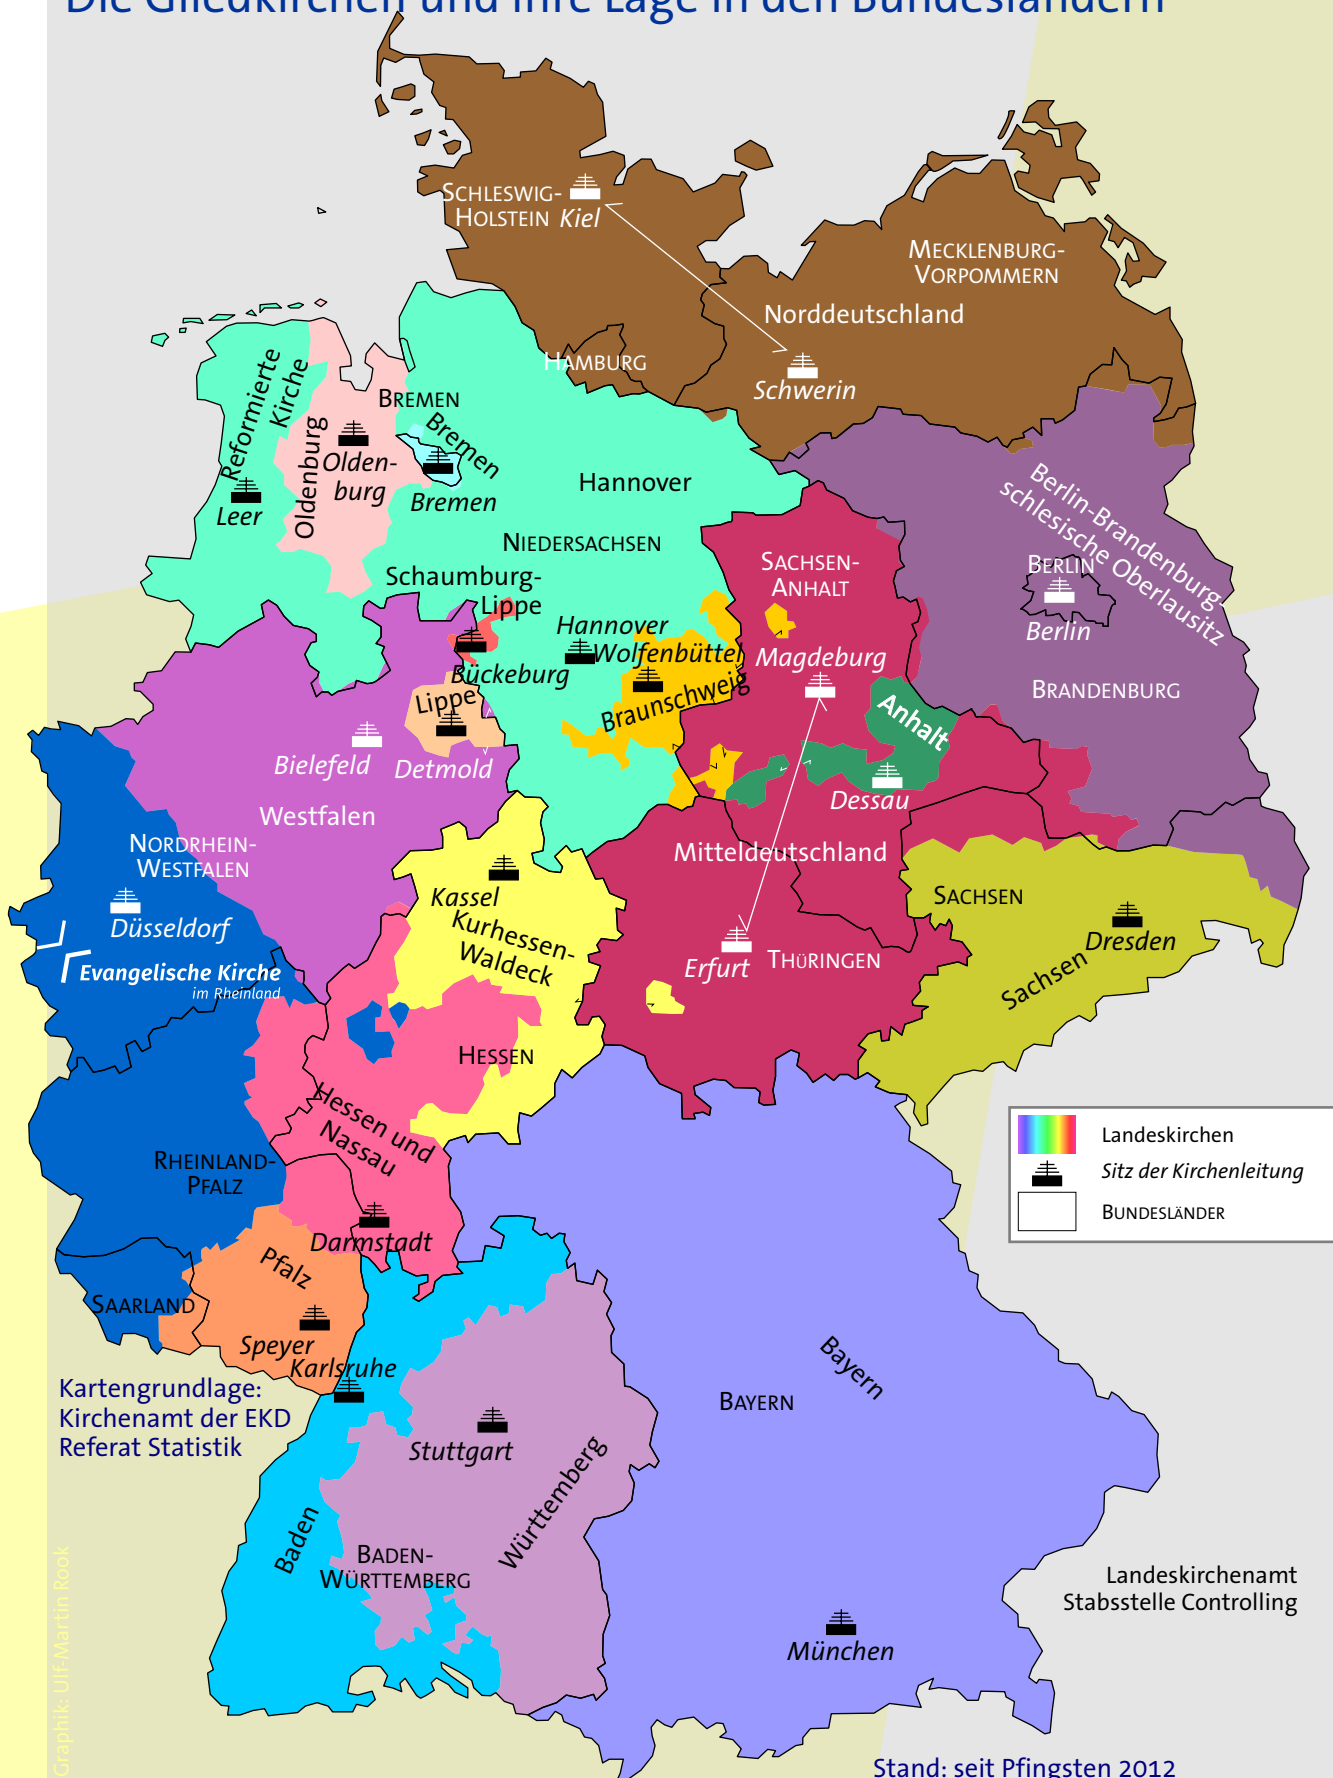 Die Gliedkirchen und ihre Lage in den Bundesländern
SCHLESWIG-
HOLSTEIN
Kiel
MECKLENBURG-
VORPOMMERN
Norddeutschland
HAMBURG
Schwerin
Reformierte
Kirche
Leer
Oldenburg
Olden-
burg
BREMEN
Bremen
Bremen
Hannover
NIEDERSACHSEN
Schaumburg-
Lippe
Hannover
Wolfenbüttel
Bückeburg
Braunschweig
Lippe
Detmold
Bielefeld
Westfalen
SACHSEN-
ANHALT
Magdeburg
Anhalt
Dessau
Berlin-Brandenburg-
schlesische Oberlausitz
BERLIN
Berlin
BRANDENBURG
NORDRHEIN-
WESTFALEN
Düsseldorf
Evangelische Kirche
im Rheinland
Kassel
Kurhessen-
Waldeck
Mitteldeutschland
Erfurt
THÜRINGEN
SACHSEN
Dresden
Sachsen
HESSEN
Hessen und
Nassau
Darmstadt
RHEINLAND-
PFALZ
Pfalz
SAARLAND
Speyer
Karlsruhe
Stuttgart
Württemberg
Baden
BADEN-
WÜRTTEMBERG
Bayern
BAYERN
München
Landeskirchen
Sitz der Kirchenleitung
BUNDESLÄNDER
Kartengrundlage:
Kirchenamt der EKD
Referat Statistik
Graphik: Ulf-Martin Rook
Landeskirchenamt
Stabsstelle Controlling
Stand: seit Pfingsten 2012